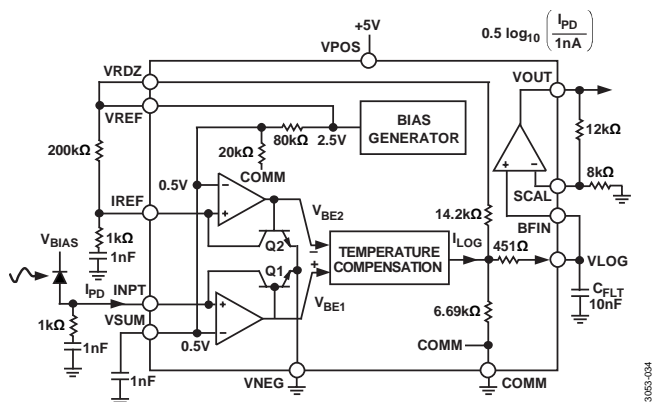 +5V
0.5 log10 (IPD / 1nA)
VPOS
VRDZ
VOUT
VREF
BIAS GENERATOR
80kΩ
2.5V
200kΩ
20kΩ
COMM
12kΩ
0.5V
8kΩ
SCAL
IREF
VBE2
14.2kΩ
BFIN
1kΩ
1nF
VBIAS
Q2
TEMPERATURE COMPENSATION
ILOG
451Ω
VLOG
IPD
INPT
Q1
VBE1
CFLT
10nF
1kΩ
VSUM
6.69kΩ
1nF
0.5V
COMM
1nF
VNEG
COMM
3053-034